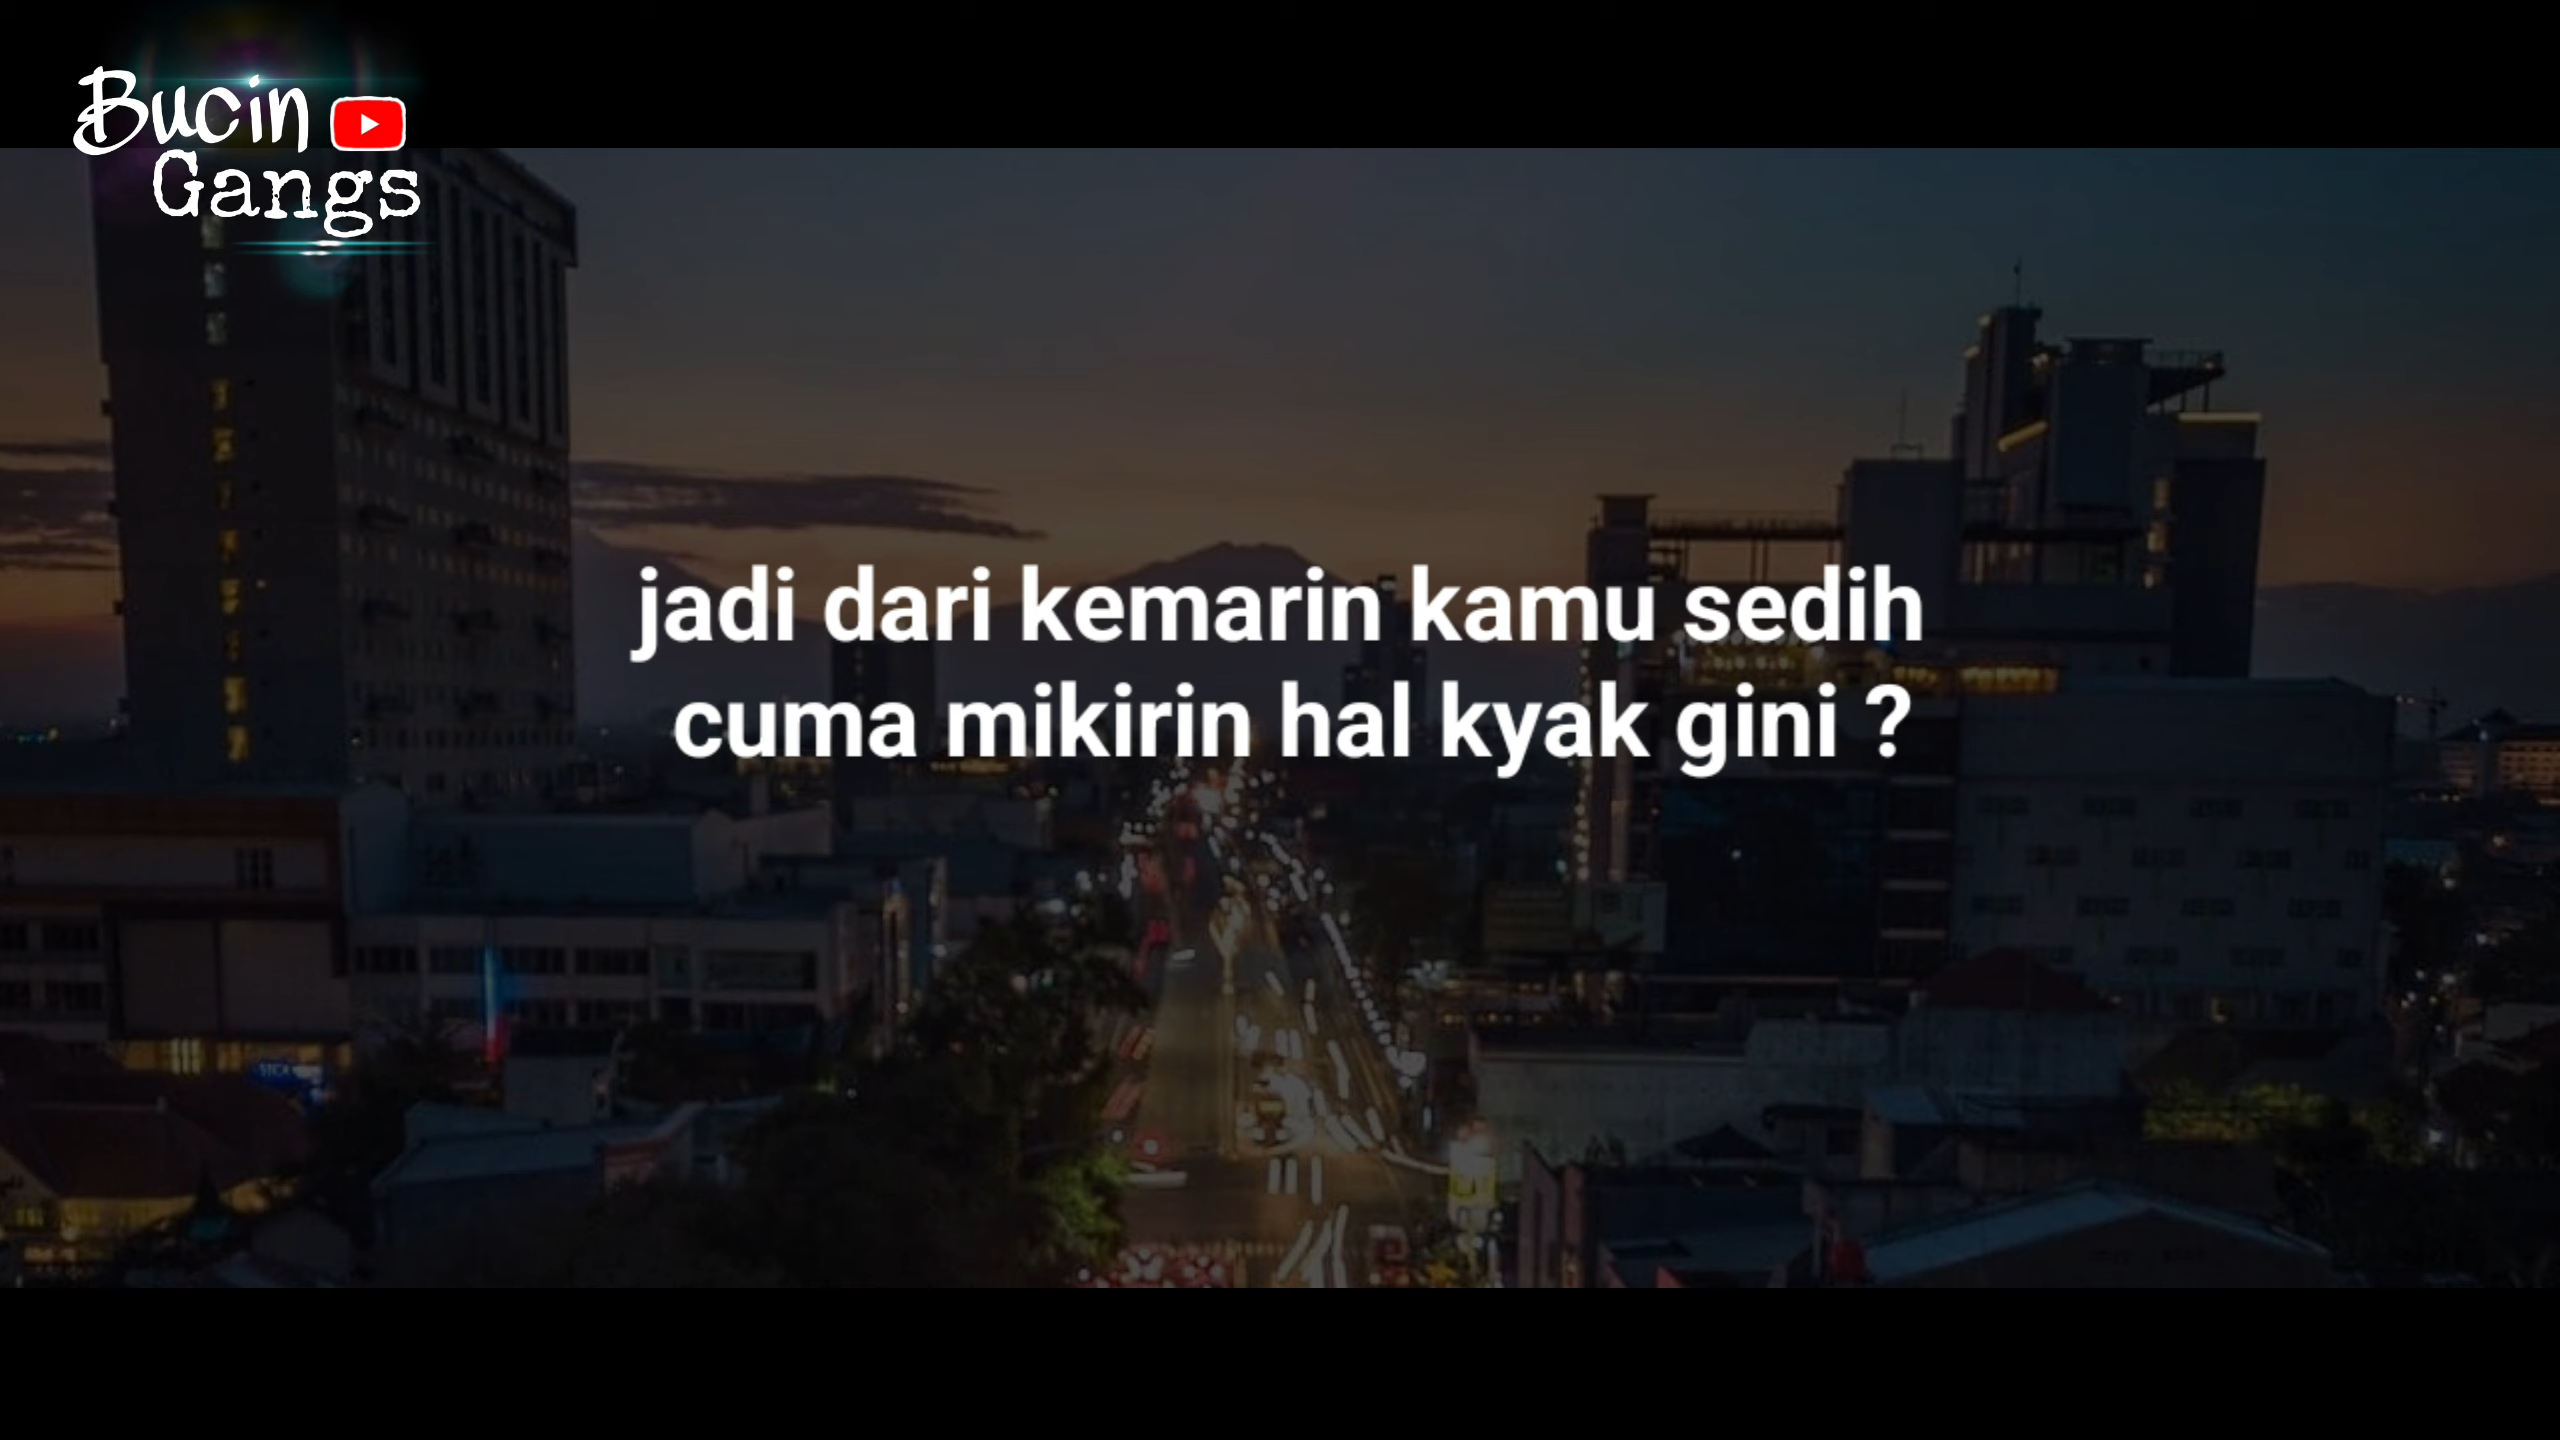 Bucin
Gangs
jadi dari kemarin kamu sedih
cuma mikirin hal kyak gini ?